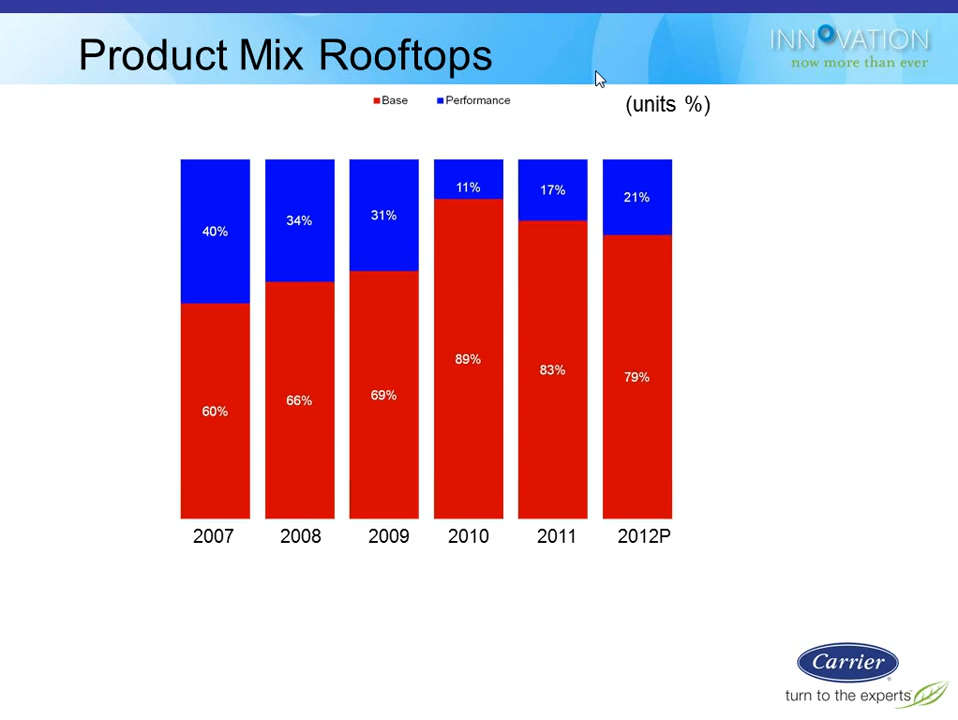 Product Mix Rooftops
INNOVATION
now more than ever
Base Performance
(units %)
40% 34% 31% 11% 17% 21%
60% 66% 69% 89% 83% 79%
2007 2008 2009 2010 2011 2012P
Carrier
turn to the experts